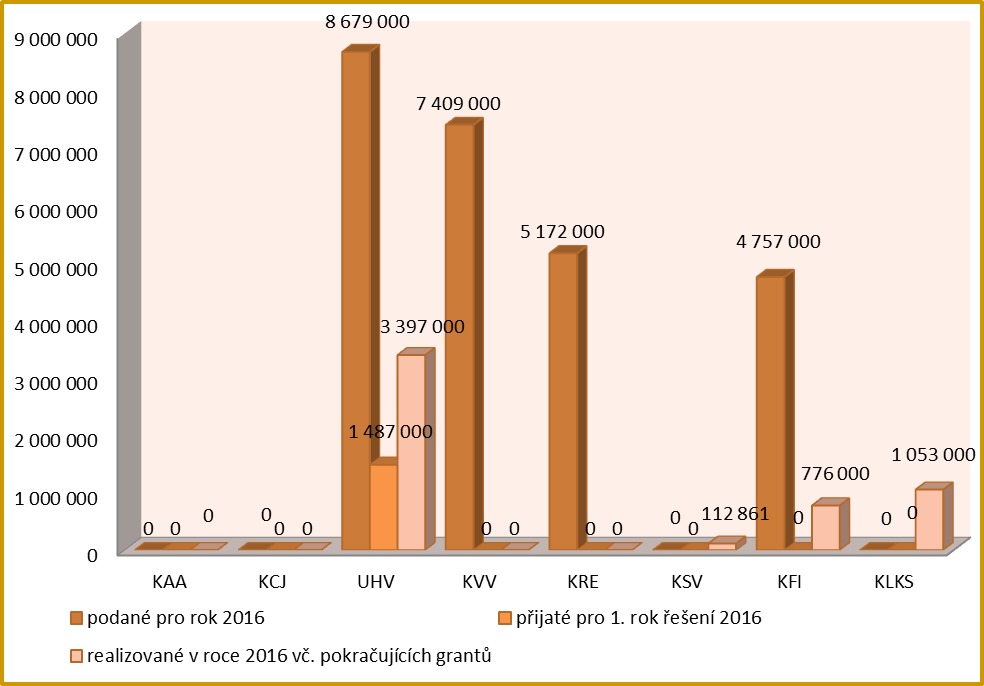 8 679 000
9 000 000
8 000 000
7 409 000
7 000 000
6 000 000
5 172 000
4 757 000
5 000 000
4 000 000
3 397 000
3 000 000
2 000 000
1 487 000
1 053 000
776 000
1 000 000
112 861
0 0 0 0 0 0 0 0 0 0 0 0 0 0 0 0
0
KAA KCJ UHV KVV KRE KSV KFI KLKS
podané pro rok 2016 přijaté pro 1. rok řešení 2016
realizované v roce 2016 vč. pokračujících grantů